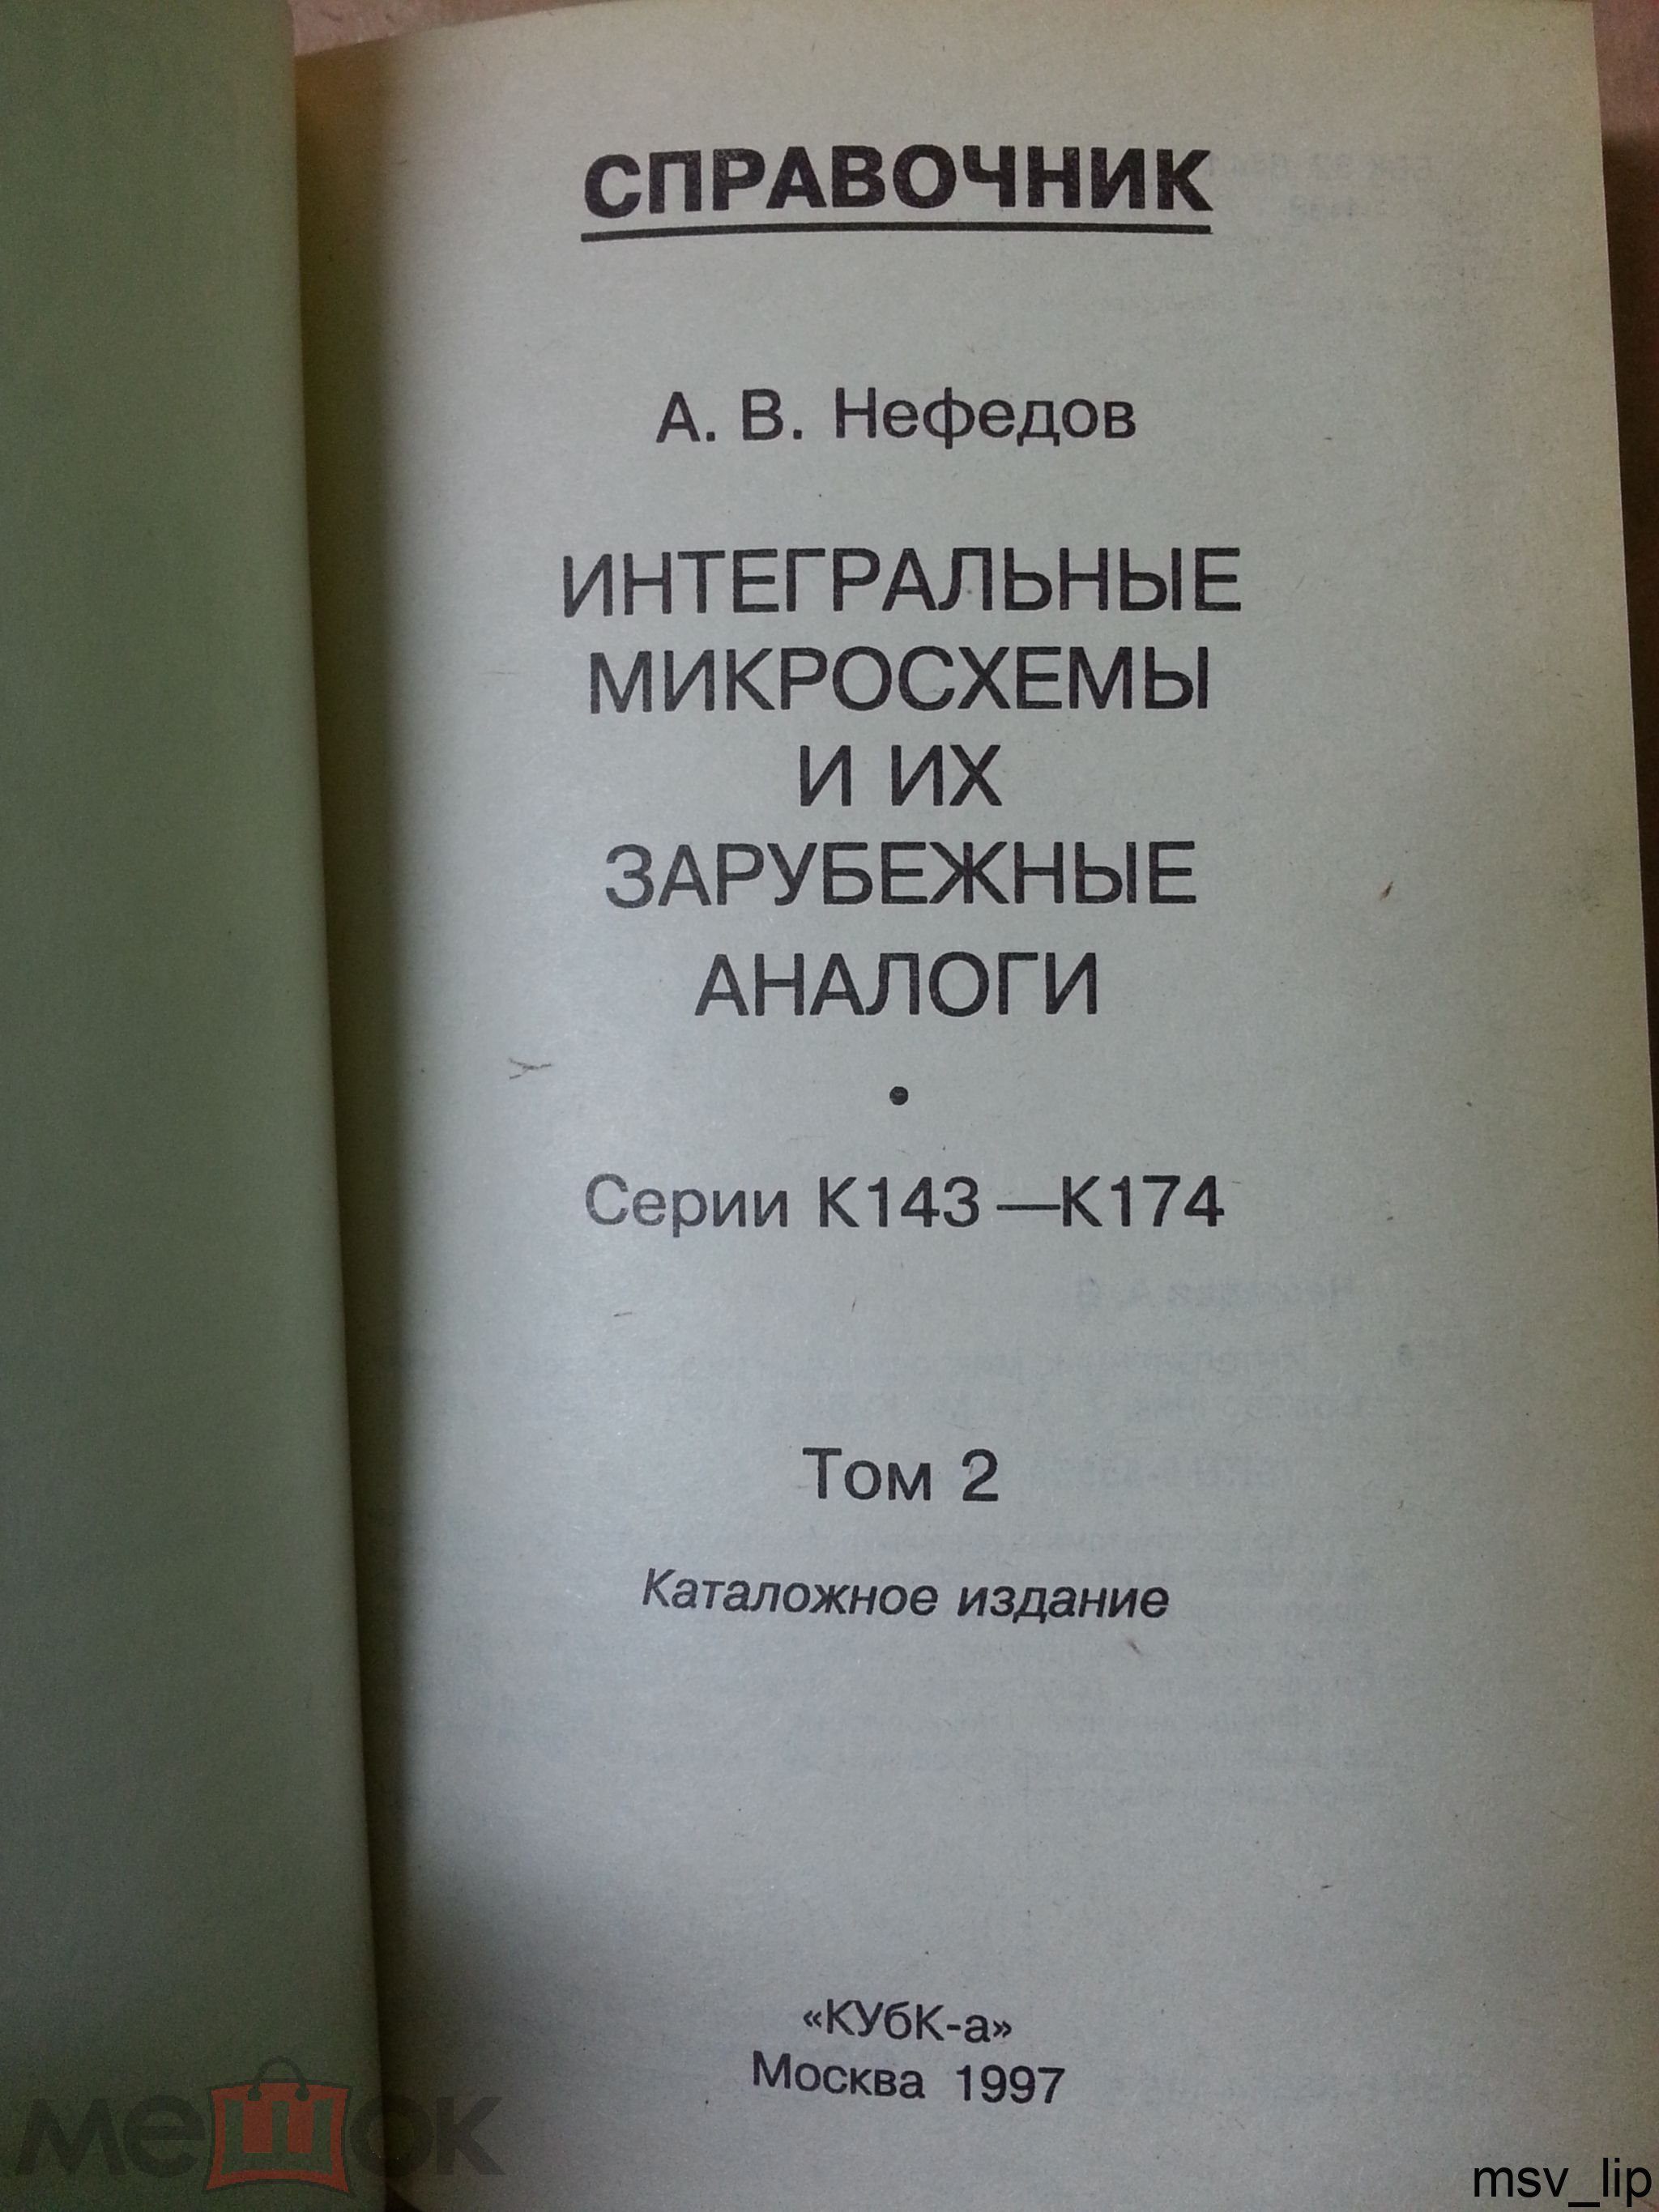 СПРАВОЧНИК
А. В. Нефедов
ИНТЕГРАЛЬНЫЕ
МИКРОСХЕМЫ
И ИХ
ЗАРУБЕЖНЫЕ
АНАЛОГИ
•
Серии К143—К174
Том 2
Каталожное издание
«КУбК-а»
Москва 1997
мешок
msv_lip